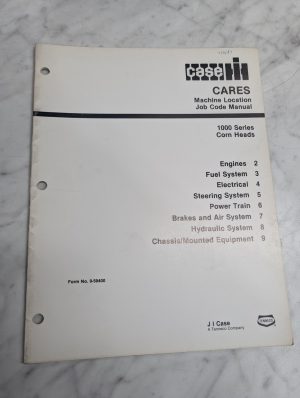 case IH
CARES
Machine Location
Job Code Manual
1000 Series
Corn Heads
Engines 2
Fuel System 3
Electrical 4
Steering System 5
Power Train 6
Brakes and Air System 7
Hydraulic System 8
Chassis/Mounted Equipment 9
Form No. 9-59400
J I Case
A Tenneco Company